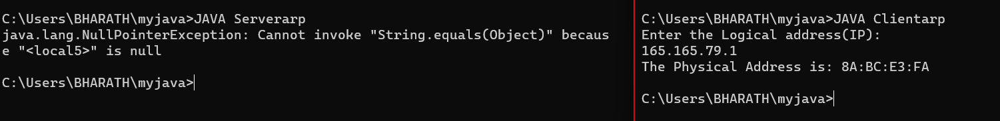 C:\Users\BHARATH\myjava>JAVA Serverarp
java.lang.NullPointerException: Cannot invoke "String.equals(Object)" becaus
e "<local5>" is null
C:\Users\BHARATH\myjava>
C:\Users\BHARATH\myjava>JAVA Clientarp
Enter the Logical address(IP):
165.165.79.1
The Physical Address is: 8A:BC:E3:FA
C:\Users\BHARATH\myjava>